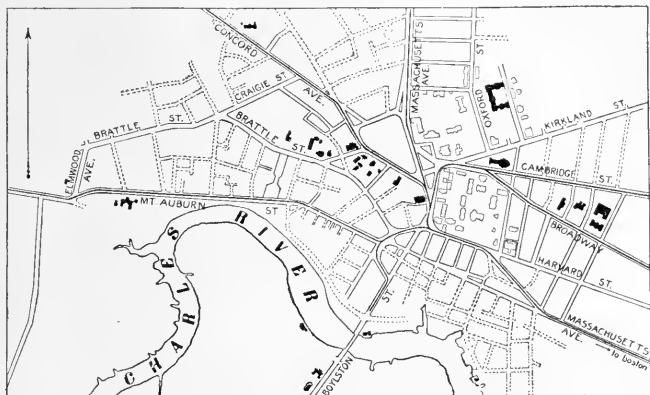 CONCORD
AVE.
MASSACHUSETTS
AVE.
OXFORD
ST
KIRKLAND ST.
CRAIGIE ST
BRATTLE ST.
BRATTLE ST.
CAMBRIDGE ST.
ELMWOOD AVE.
MT. AUBURN ST
BROADWAY
HARVARD ST.
CHARLES RIVER
MASSACHUSETTS AVE.
to boston
BOYLSTON ST.